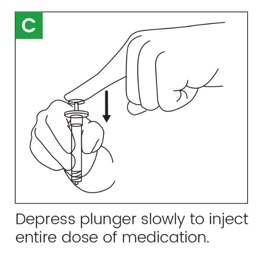 C
Depress plunger slowly to inject
entire dose of medication.